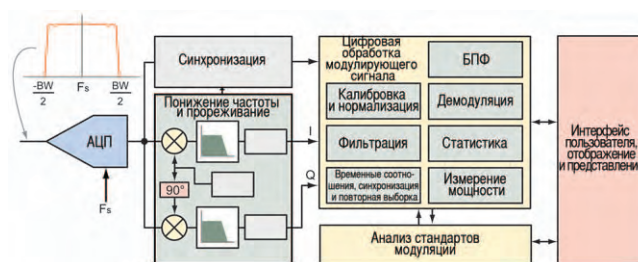 -BW
2
Fs
BW
2
АЦП
Fs
Синхронизация
Понижение частоты
и прореживание
90°
I
Q
Цифровая
обработка
модулирующего
сигнала
БПФ
Калибровка
и нормализация
Демодуляция
Фильтрация
Статистика
Временные соотно-
шения, синхронизация
и повторная выборка
Измерение
мощности
Анализ стандартов
модуляции
Интерфейс
пользователя,
отображение
и представление